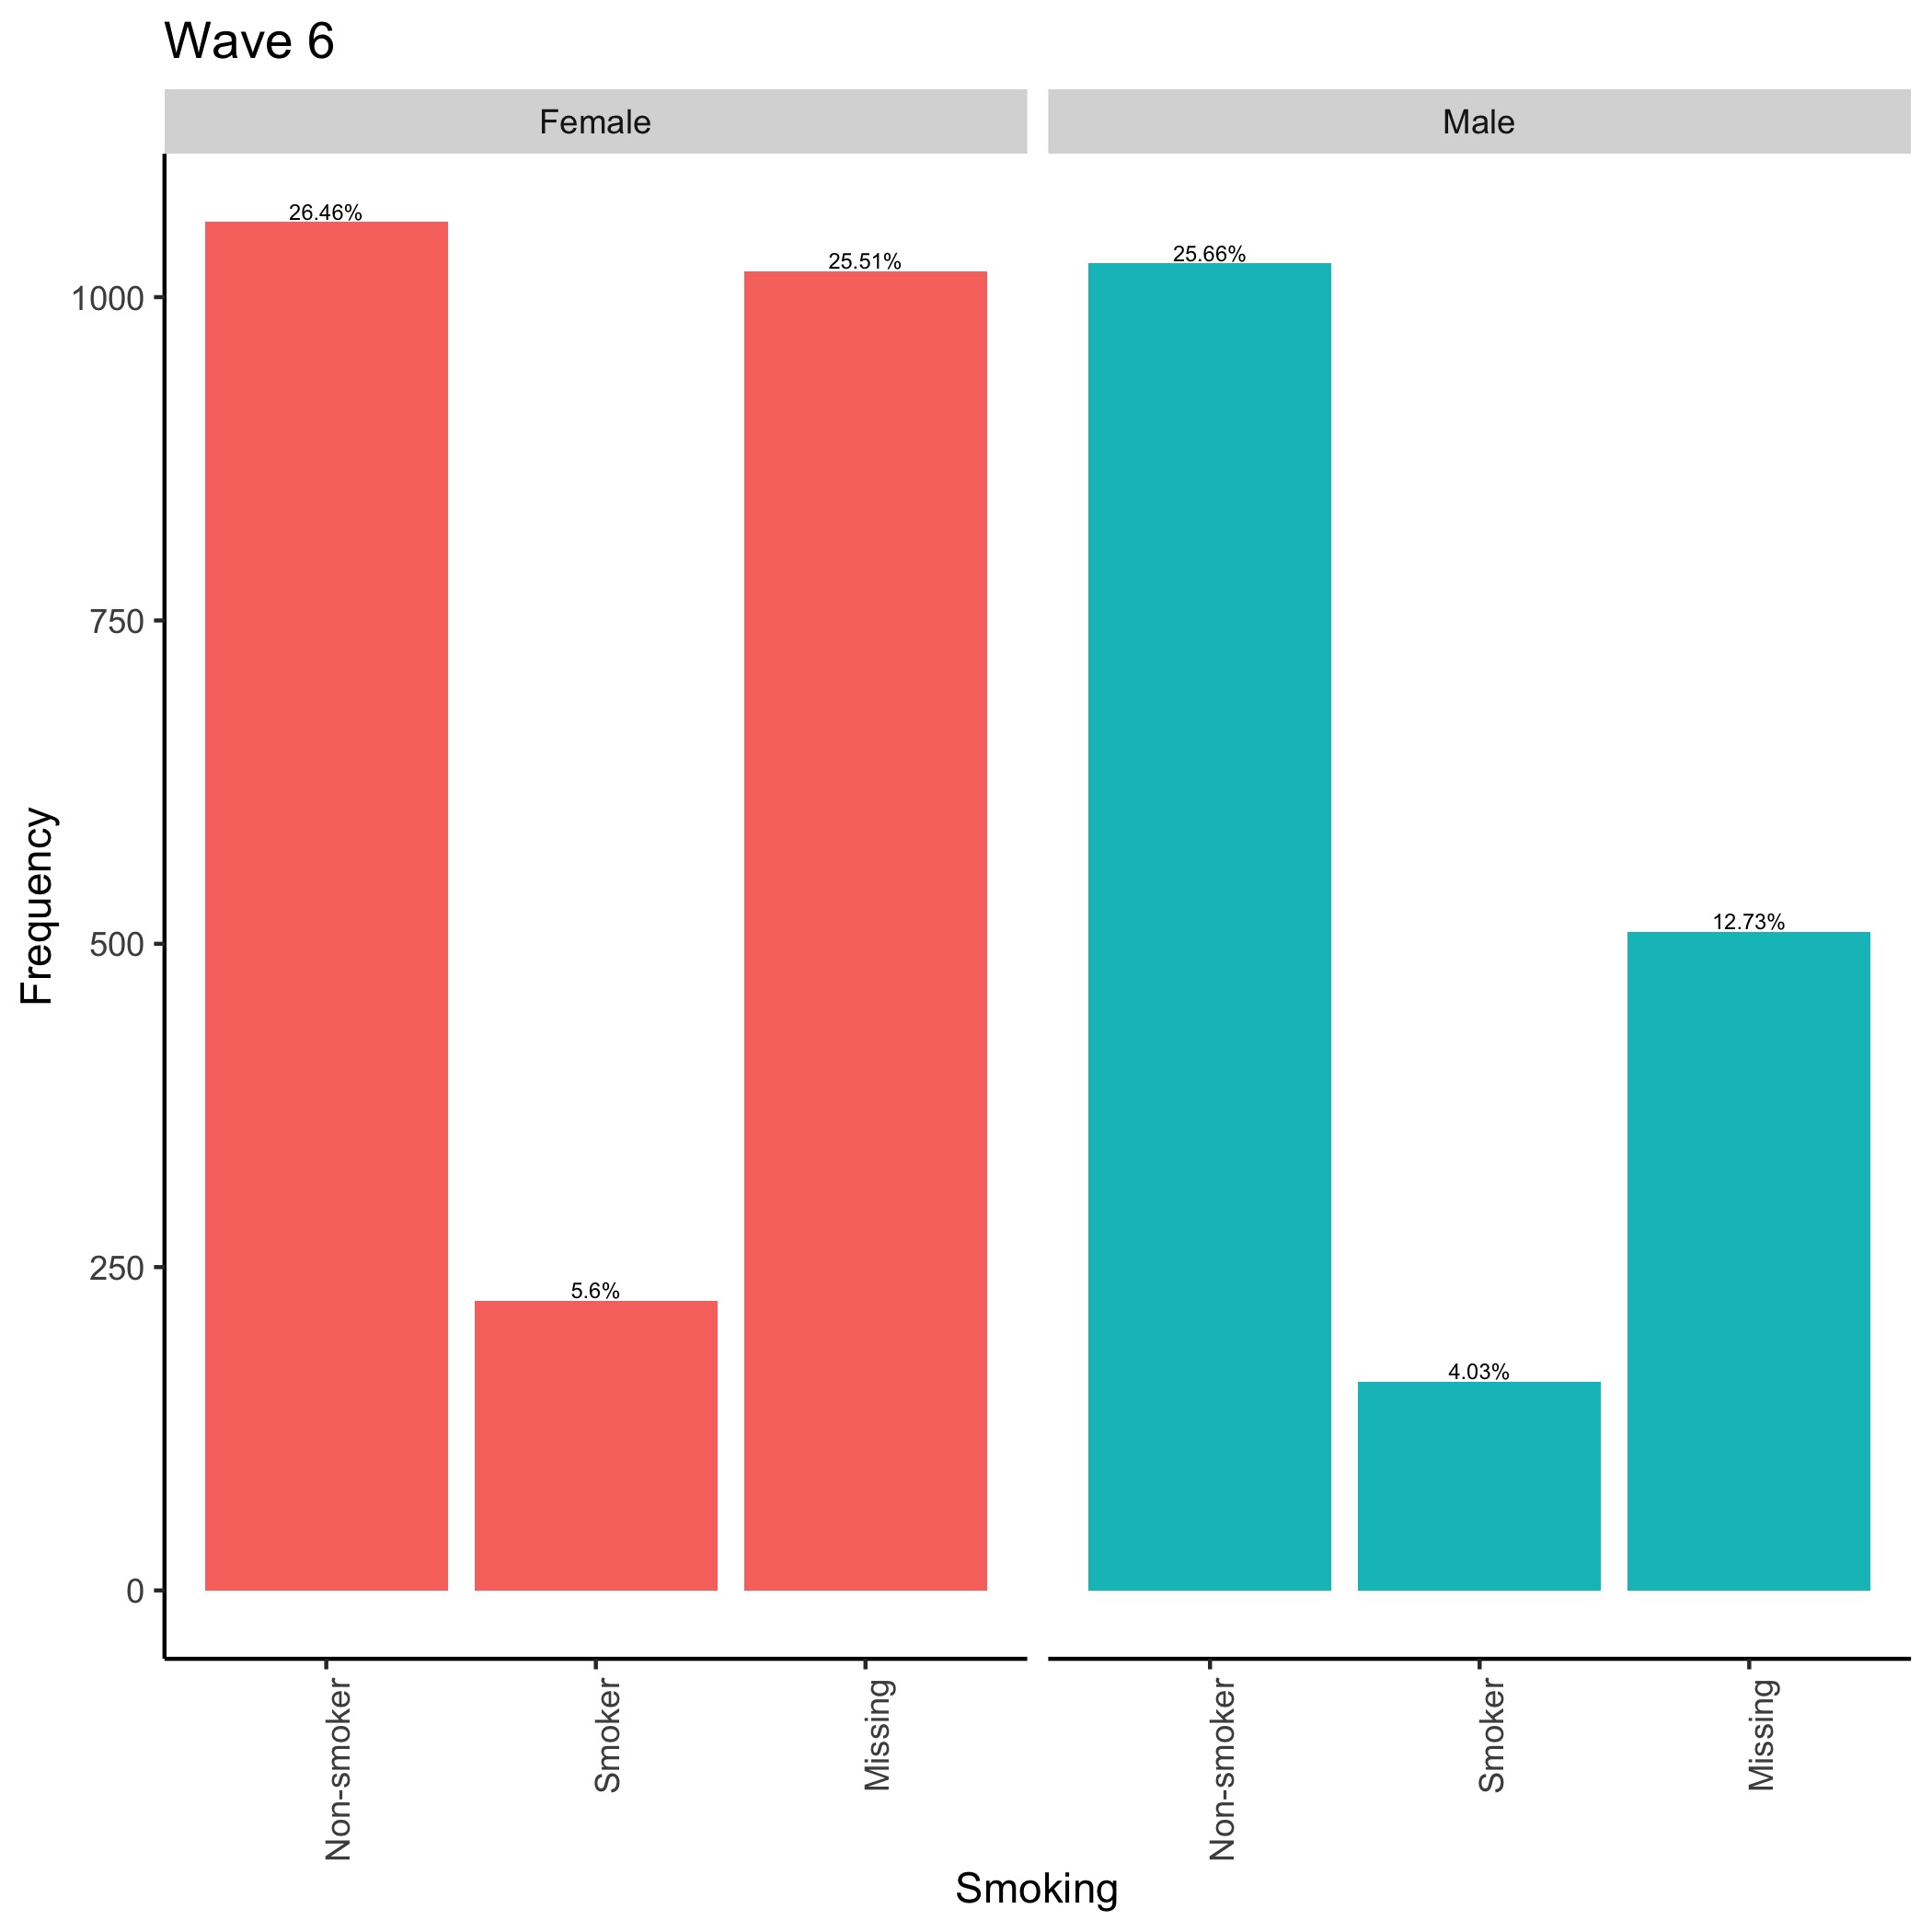 Wave 6
Female
Male
26.46%
25.51%
25.66%
12.73%
5.6%
4.03%
1000
750
500
250
0
Frequency
Non-smoker
Smoker
Missing
Non-smoker
Smoker
Missing
Smoking